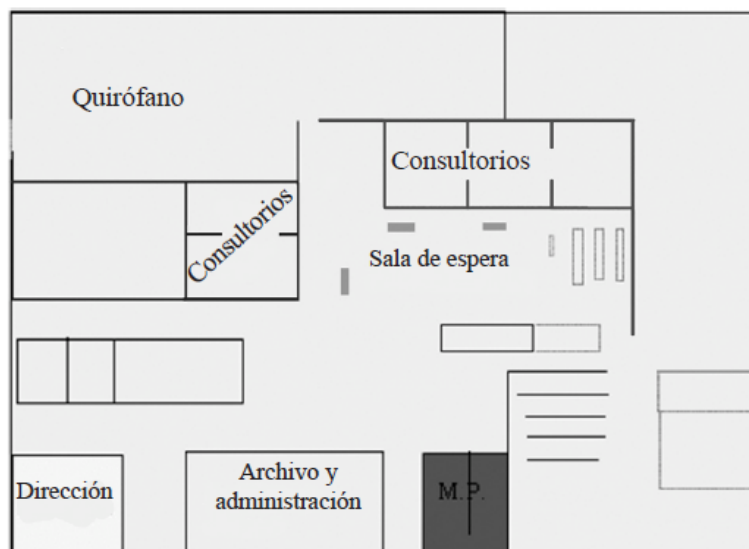 Quirófano
Consultorios
Consultorios
Sala de espera
Dirección
Archivo y
administración
M.P.